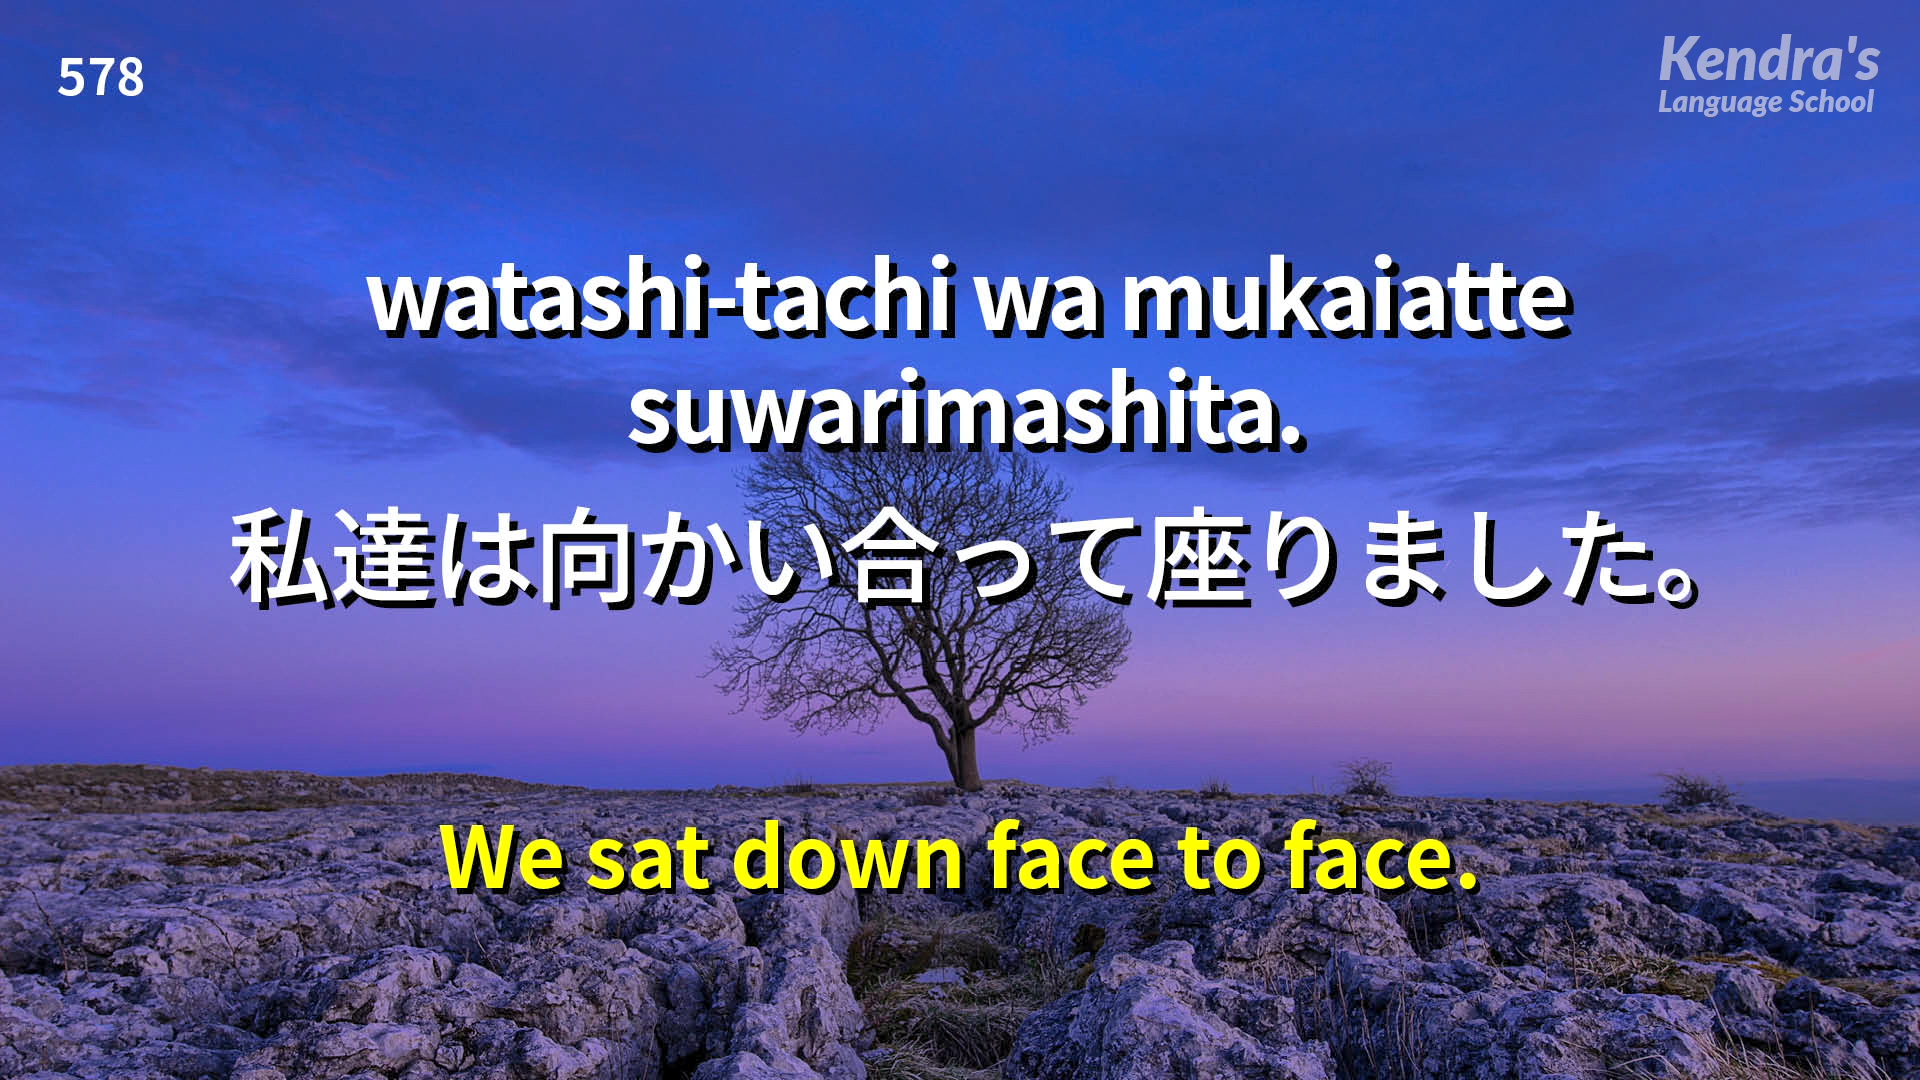 578
Kendra's
Language School
watashi-tachi wa mukaiatte
suwarimashita.
私達は向かい合って座りました。
We sat down face to face.